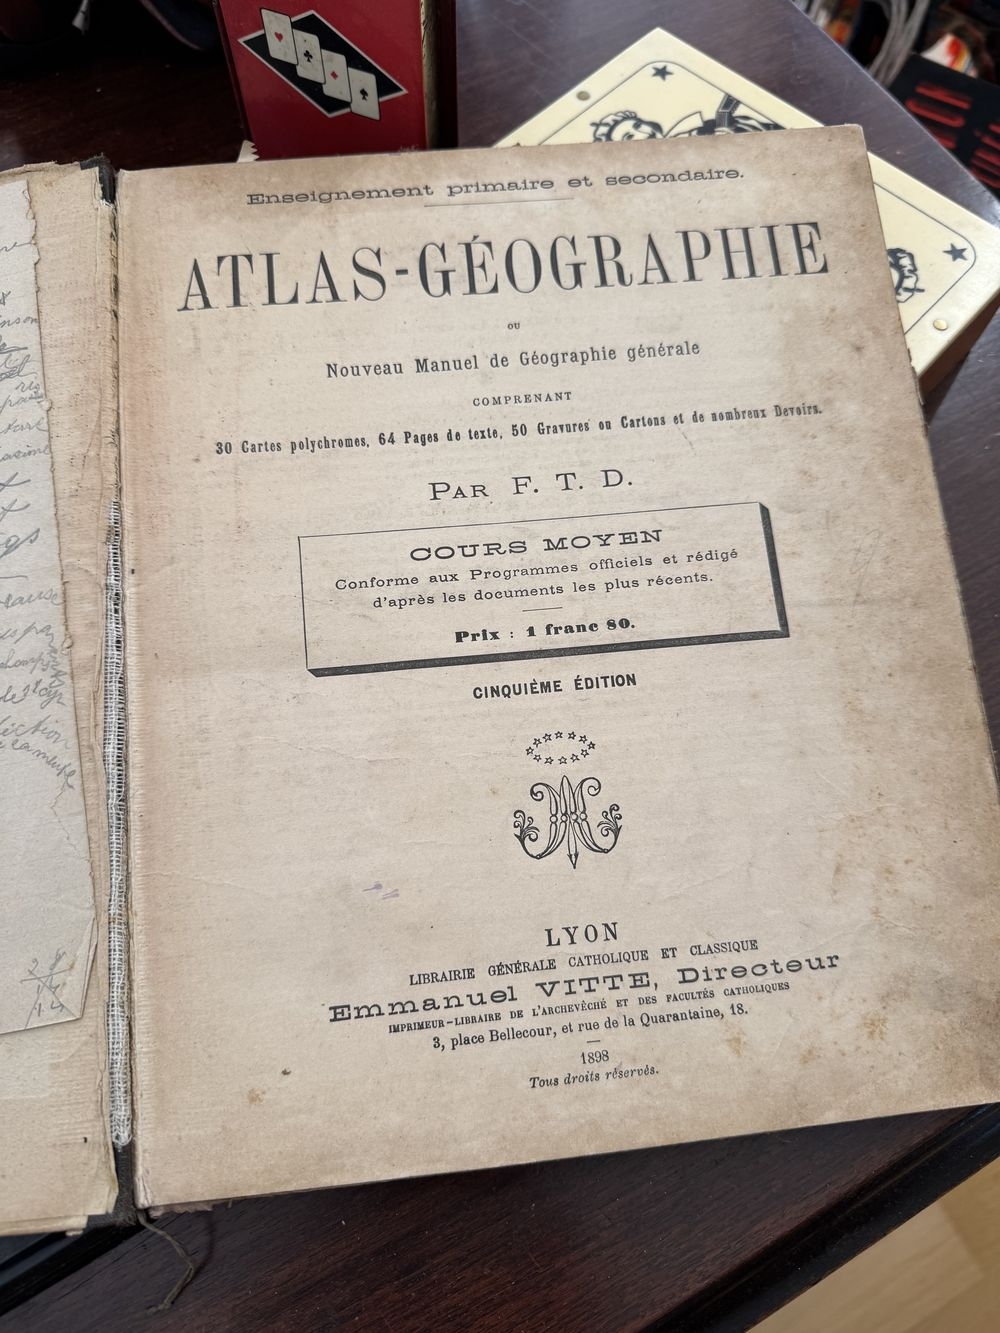 Enseignement primaire et secondaire.
ATLAS-GÉOGRAPHIE
OU
Nouveau Manuel de Géographie générale
COMPRENANT
30 Cartes polychromes, 64 Pages de texte, 50 Gravures ou Cartons et de nombreux Devoirs.
PAR F. T. D.
COURS MOYEN
Conforme aux Programmes officiels et rédigé
d'après les documents les plus récents.
Prix : 1 franc 80.
CINQUIÈME ÉDITION
LYON
LIBRAIRIE GÉNÉRALE CATHOLIQUE ET CLASSIQUE
Emmanuel VITTE, Directeur
IMPRIMEUR-LIBRAIRE DE L'ARCHEVÊCHÉ ET DES FACULTÉS CATHOLIQUES
3, place Bellecour, et rue de la Quarantaine, 18.
1898
Tous droits réservés.